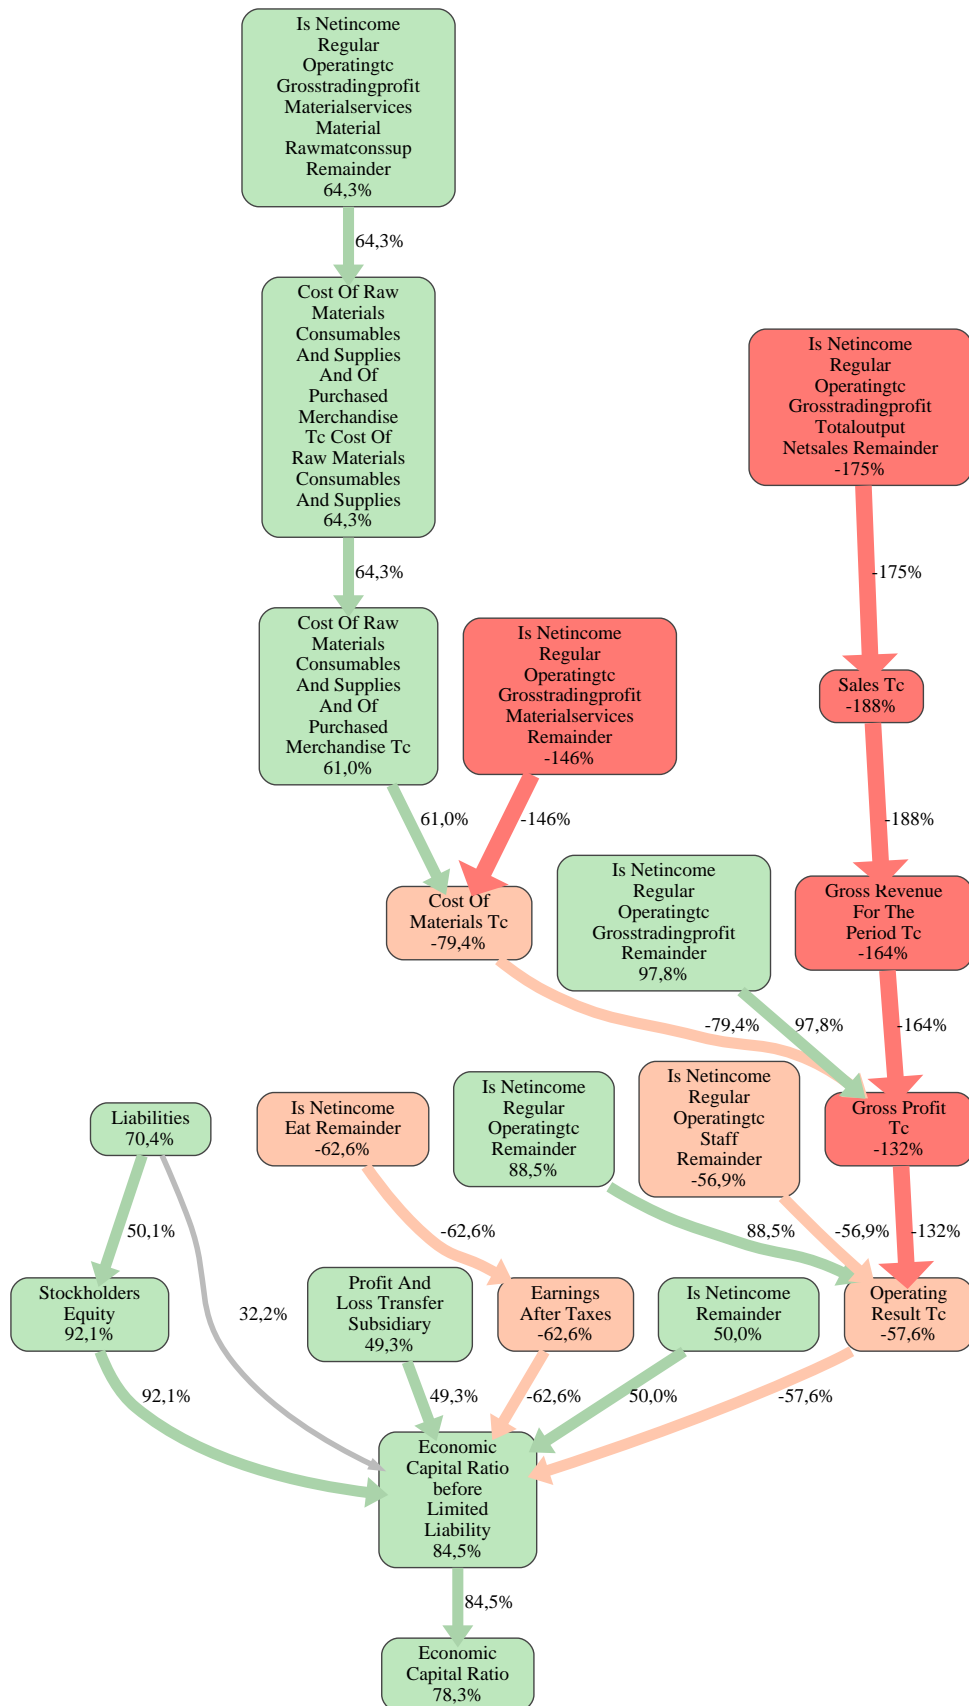 Is Netincome
Regular
Operatingtc
Grosstradingprofit
Materialservices
Material
Rawmatconssup
Remainder
64,3%
64,3%
Cost Of Raw
Materials
Consumables
And Supplies
And Of
Purchased
Merchandise
Tc Cost Of
Raw Materials
Consumables
And Supplies
64,3%
Is Netincome
Regular
Operatingtc
Grosstradingprofit
Totaloutput
Netsales Remainder
-175%
64,3%
-175%
Cost Of Raw
Materials
Consumables
And Supplies
And Of
Purchased
Merchandise Tc
61,0%
Is Netincome
Regular
Operatingtc
Grosstradingprofit
Materialservices
Remainder
-146%
Sales Tc
-188%
61,0%
-146%
-188%
Cost Of
Materials Tc
-79,4%
Is Netincome
Regular
Operatingtc
Grosstradingprofit
Remainder
97,8%
Gross Revenue
For The
Period Tc
-164%
-79,4%
97,8%
-164%
Liabilities
70,4%
Is Netincome
Eat Remainder
-62,6%
Is Netincome
Regular
Operatingtc
Remainder
88,5%
Is Netincome
Regular
Operatingtc
Staff
Remainder
-56,9%
Gross Profit
Tc
-132%
50,1%
-62,6%
88,5%
-56,9%
-132%
Stockholders
Equity
92,1%
32,2%
Profit And
Loss Transfer
Subsidiary
49,3%
Earnings
After Taxes
-62,6%
Is Netincome
Remainder
50,0%
Operating
Result Tc
-57,6%
92,1%
49,3%
-62,6%
50,0%
-57,6%
Economic
Capital Ratio
before
Limited
Liability
84,5%
84,5%
Economic
Capital Ratio
78,3%